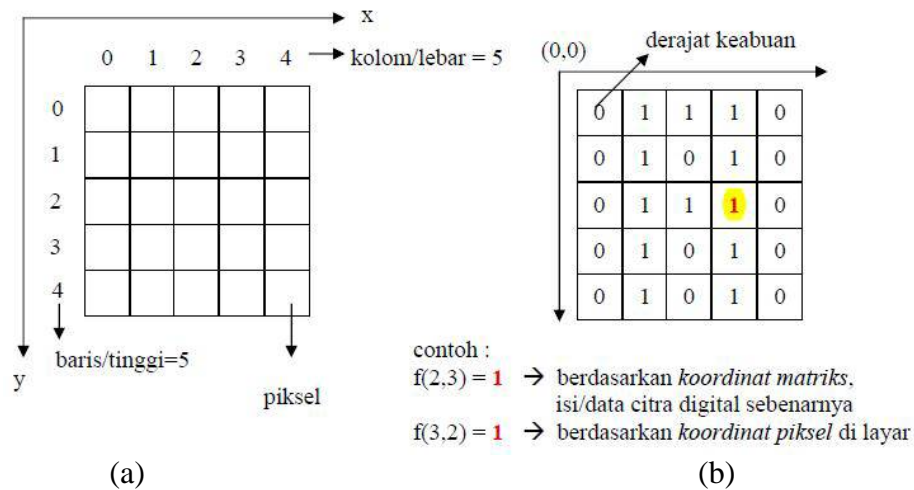 x
0 1 2 3 4 → kolom/lebar = 5
0
1
2
3
4
baris/tinggi=5
y
piksel
(a)
(0,0)
derajat keabuan
0 1 1 1 0
0 1 0 1 0
0 1 1 1 0
0 1 0 1 0
0 1 0 1 0
contoh :
f(2,3) = 1 → berdasarkan koordinat matriks,
isi/data citra digital sebenarnya
f(3,2) = 1 → berdasarkan koordinat piksel di layar
(b)